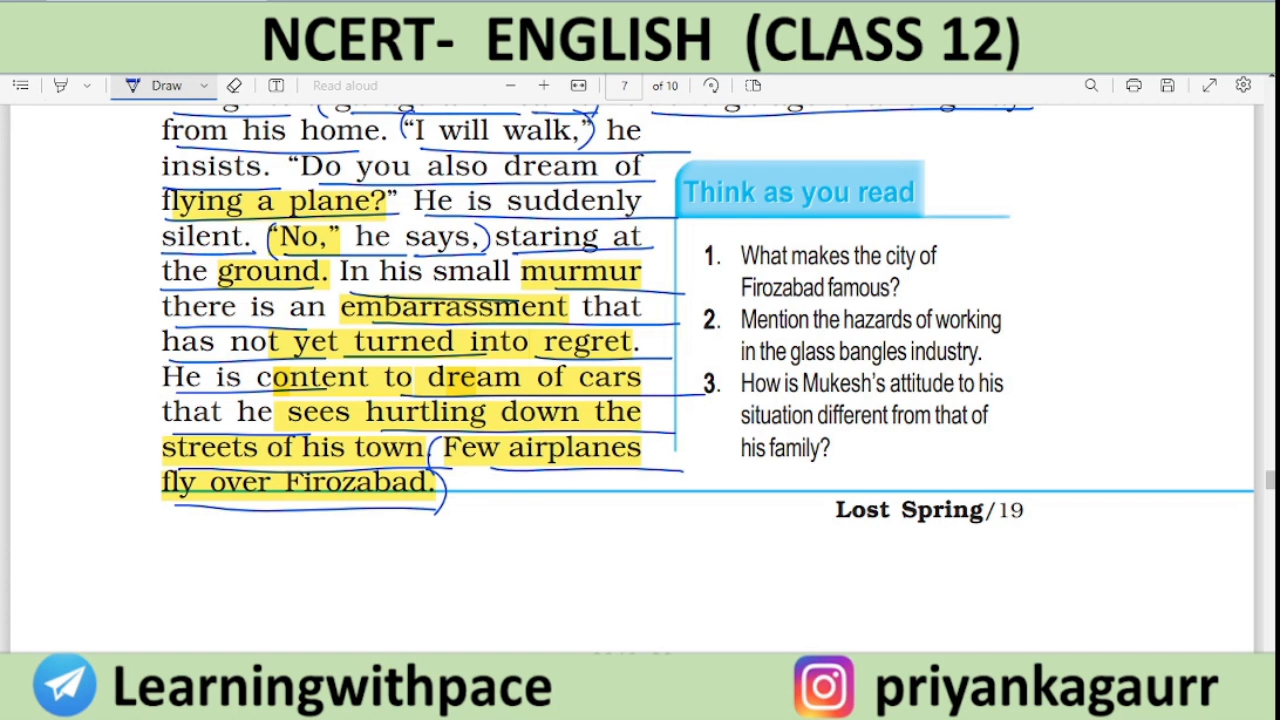 NCERT- ENGLISH (CLASS 12)
Draw
Read aloud
7
of 10
from his home. “I will walk,” he
insists. “Do you also dream of
flying a plane?” He is suddenly
silent. “No,” he says, staring at
the ground. In his small murmur
there is an embarrassment that
has not yet turned into regret.
He is content to dream of cars
that he sees hurtling down the
streets of his town. Few airplanes
fly over Firozabad.
Think as you read
1. What makes the city of
Firozabad famous?
2. Mention the hazards of working
in the glass bangles industry.
3. How is Mukesh’s attitude to his
situation different from that of
his family?
Lost Spring/19
Learningwithpace
priyankagaurr